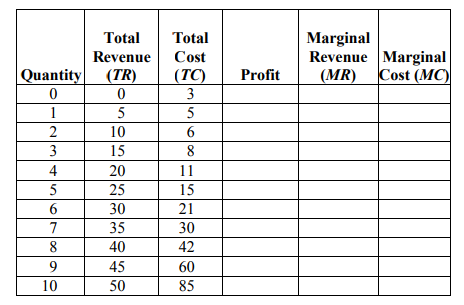 Total Total Marginal
Revenue Cost Revenue Marginal
Quantity (TR) (TC) Profit (MR) Cost (MC)
0 0 3
1 5 5
2 10 6
3 15 8
4 20 11
5 25 15
6 30 21
7 35 30
8 40 42
9 45 60
10 50 85